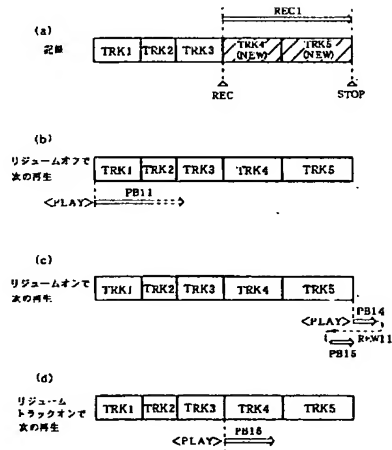 REC1
(a)
記録
TRK1 TRK2 TRK3 TRK4 (NEW) TRK5 (NEW)
REC STOP
(b)
リジュームオフで
次の再生
TRK1 TRK2 TRK3 TRK4 TRK5
<PLAY> PB11
(c)
リジュームオンで
次の再生
TRK1 TRK2 TRK3 TRK4 TRK5
<PLAY> PB14
PB15
(d)
リジューム
トラックオンで
次の再生
TRK1 TRK2 TRK3 TRK4 TRK5
<PLAY> PB16